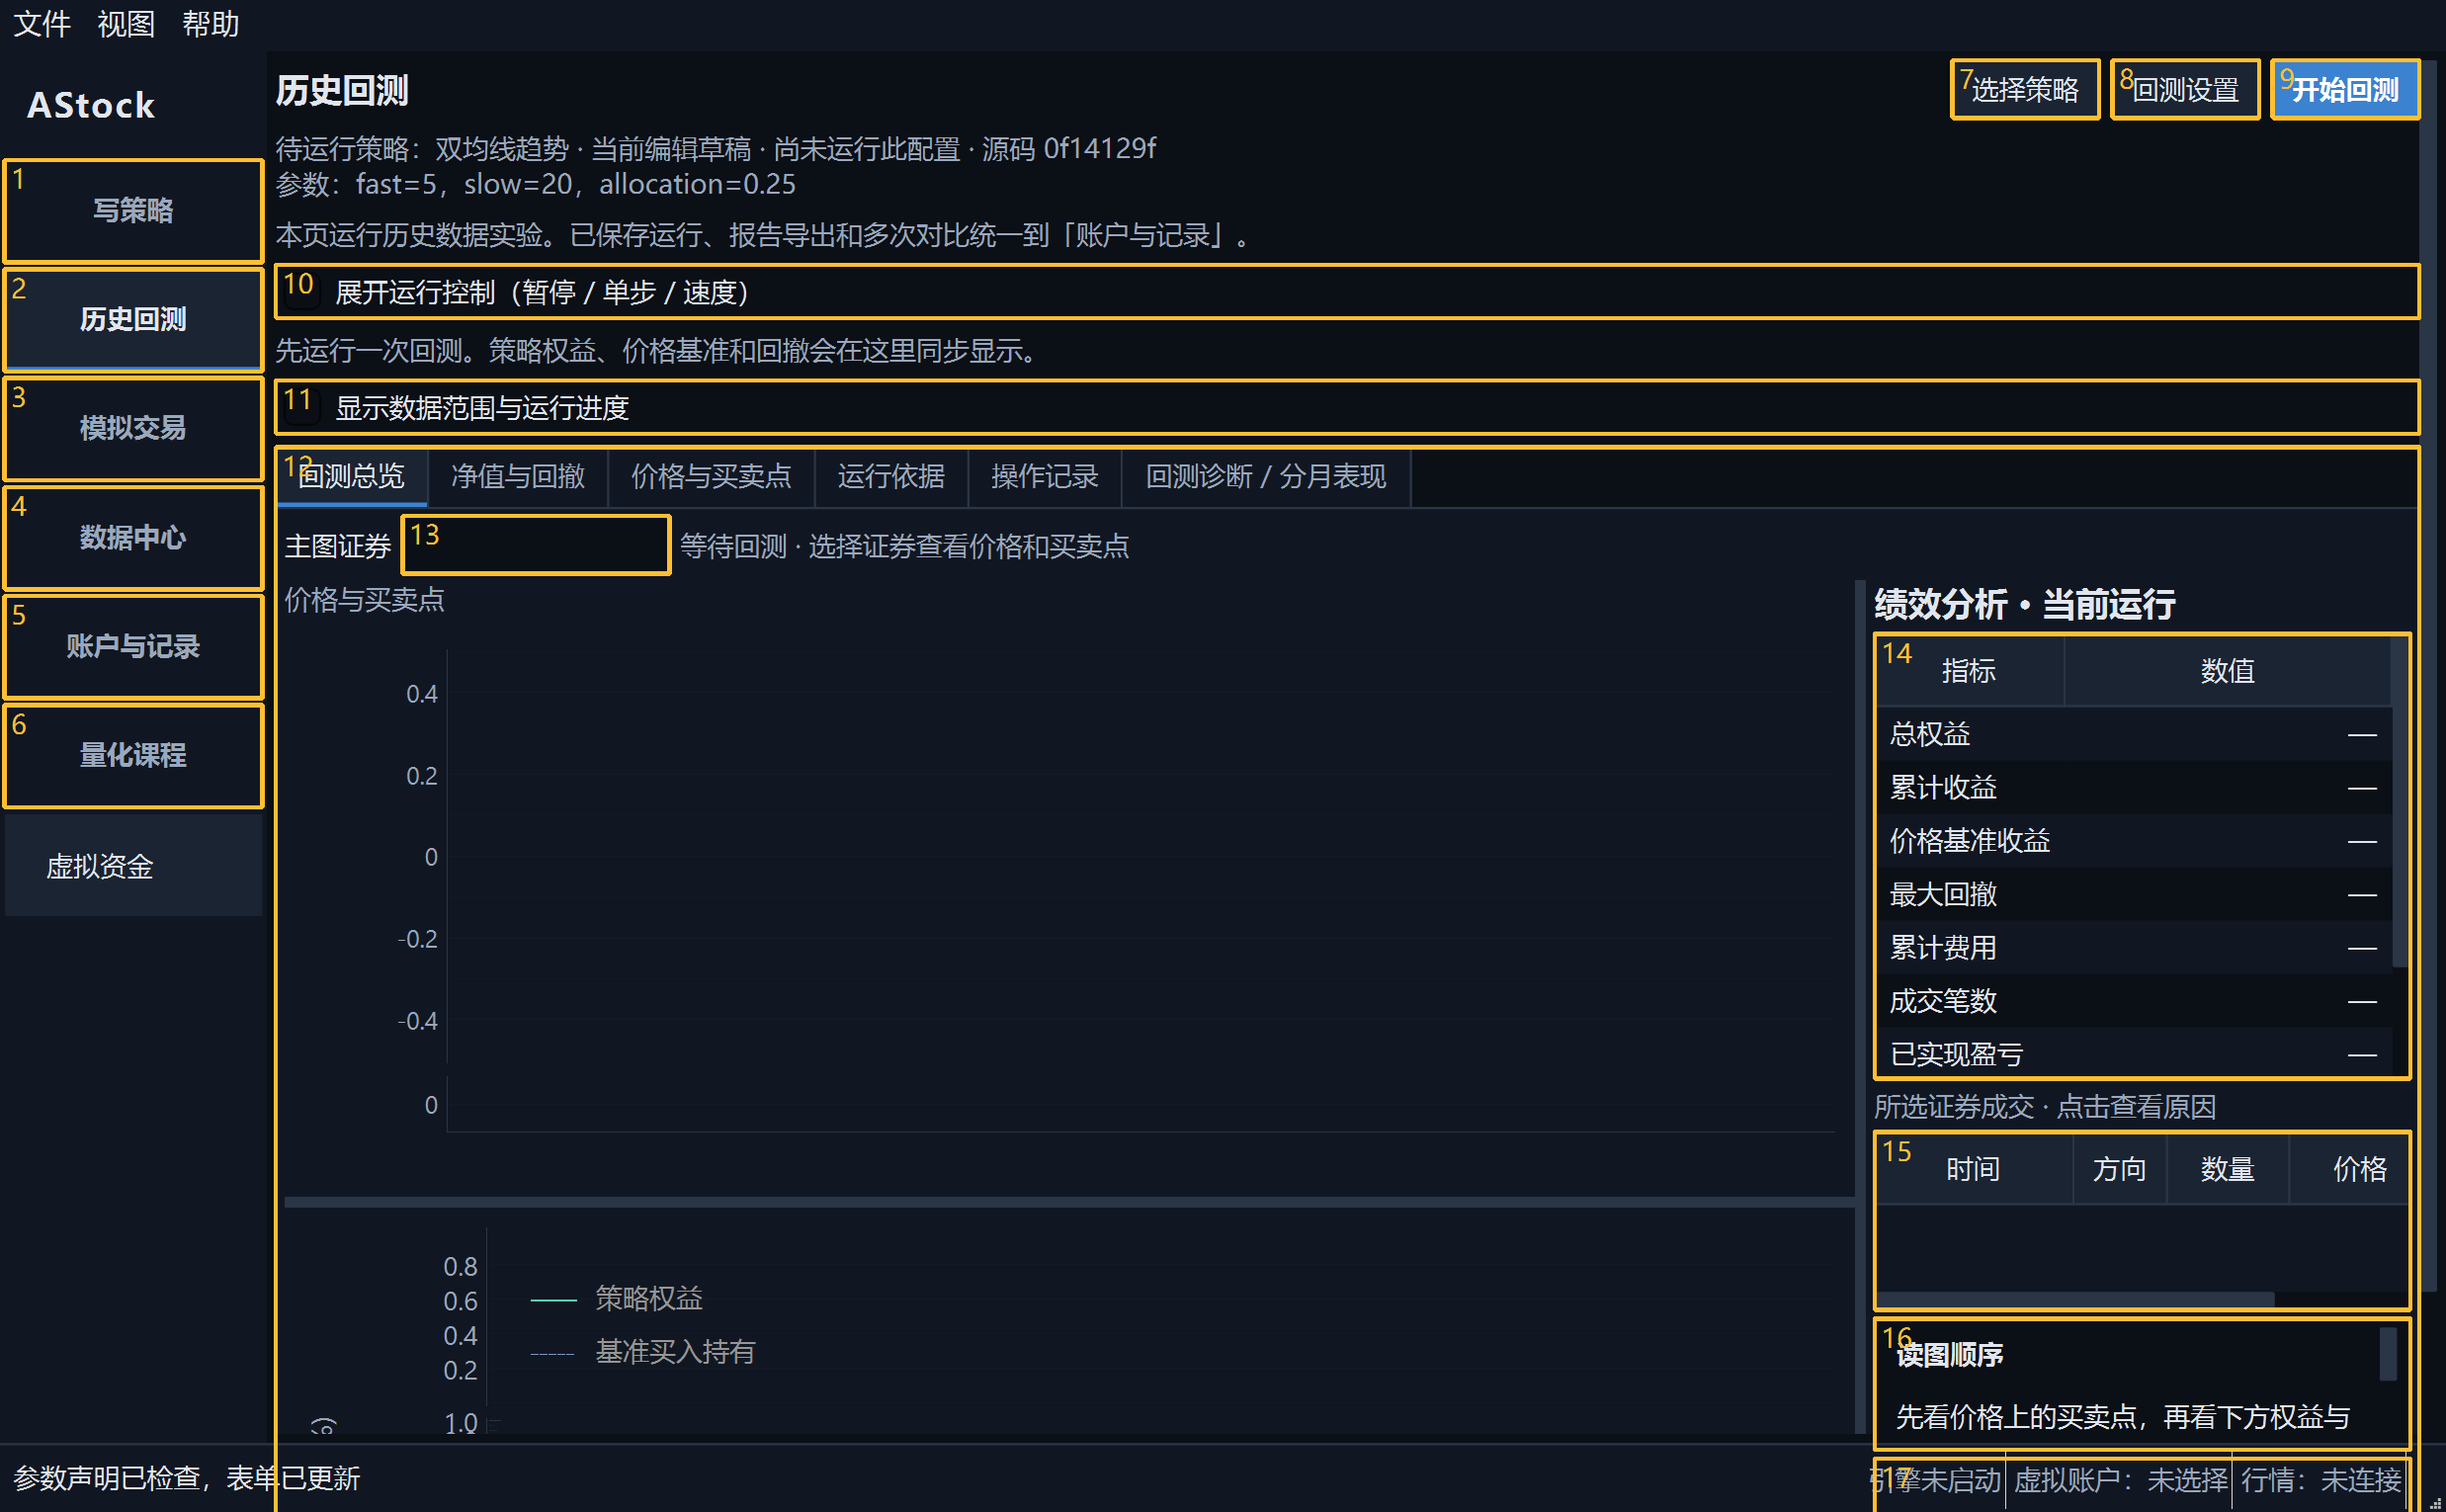 文件 视图 帮助
AStock
1 写策略
2 历史回测
3 模拟交易
4 数据中心
5 账户与记录
6 量化课程
虚拟资金
历史回测
7 选择策略
8 回测设置
9 开始回测
待运行策略：双均线趋势 · 当前编辑草稿 · 尚未运行此配置 · 源码 0f14129f
参数：fast=5，slow=20，allocation=0.25
本页运行历史数据实验。已保存运行、报告导出和多次对比统一到「账户与记录」。
10 展开运行控制（暂停 / 单步 / 速度）
先运行一次回测。策略权益、价格基准和回撤会在这里同步显示。
11 显示数据范围与运行进度
12 回测总览 净值与回撤 价格与买卖点 运行依据 操作记录 回测诊断 / 分月表现
主图证券 13 等待回测 · 选择证券查看价格和买卖点
价格与买卖点
0.4
0.2
0
-0.2
-0.4
0
0.8
0.6
0.4
0.2
1.0
策略权益
基准买入持有
绩效分析 • 当前运行
14 指标 数值
总权益 —
累计收益 —
价格基准收益 —
最大回撤 —
累计费用 —
成交笔数 —
已实现盈亏 —
所选证券成交 · 点击查看原因
15 时间 方向 数量 价格
16 读图顺序
先看价格上的买卖点，再看下方权益与
参数声明已检查，表单已更新
17 引擎未启动 虚拟账户：未选择 行情：未连接